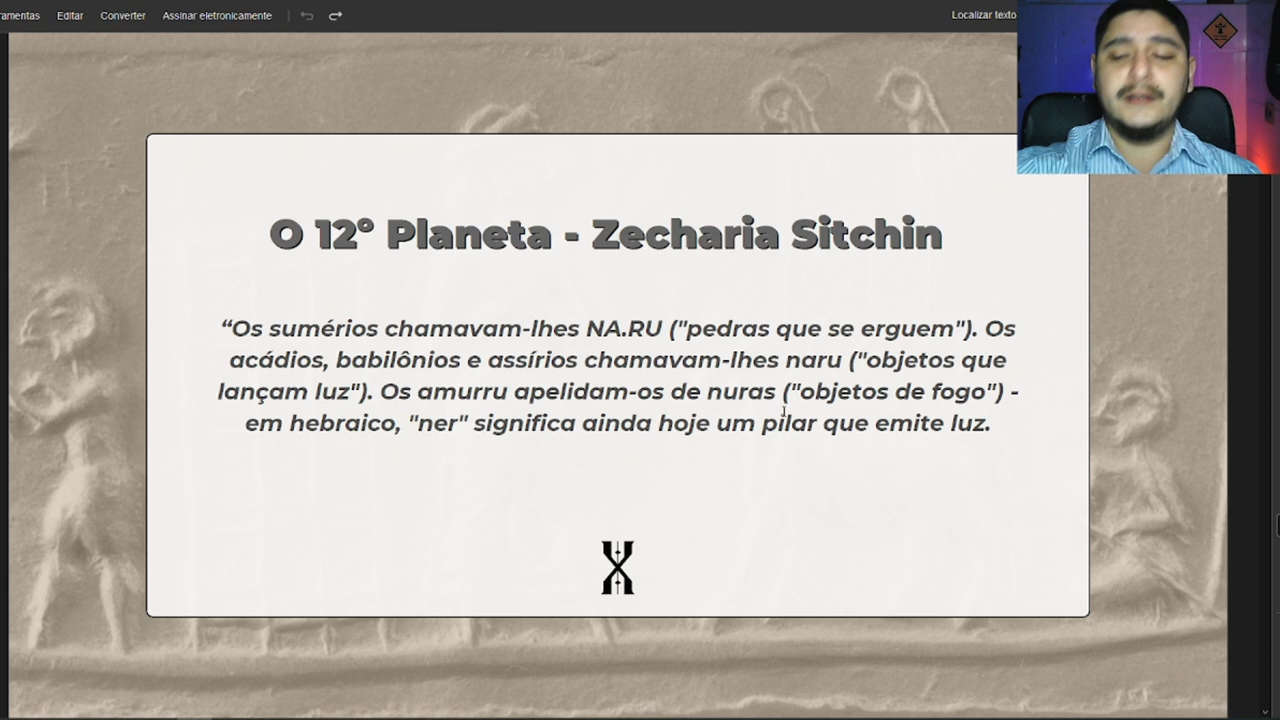 Editar Converter Assinar eletronicamente Localizar texto
O 12º Planeta - Zecharia Sitchin
“Os sumérios chamavam-lhes NA.RU ("pedras que se erguem"). Os
acádios, babilônios e assírios chamavam-lhes naru ("objetos que
lançam luz"). Os amurru apelidam-os de nuras ("objetos de fogo") -
em hebraico, "ner" significa ainda hoje um pilar que emite luz.